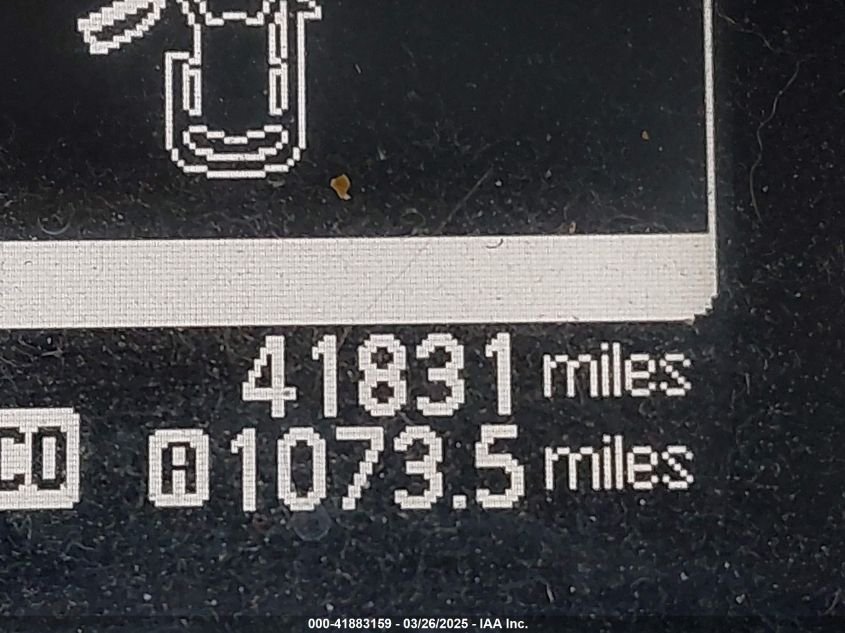 41831 miles
A 1073.5 miles
000-41883159 - 03/26/2025 - IAA Inc.